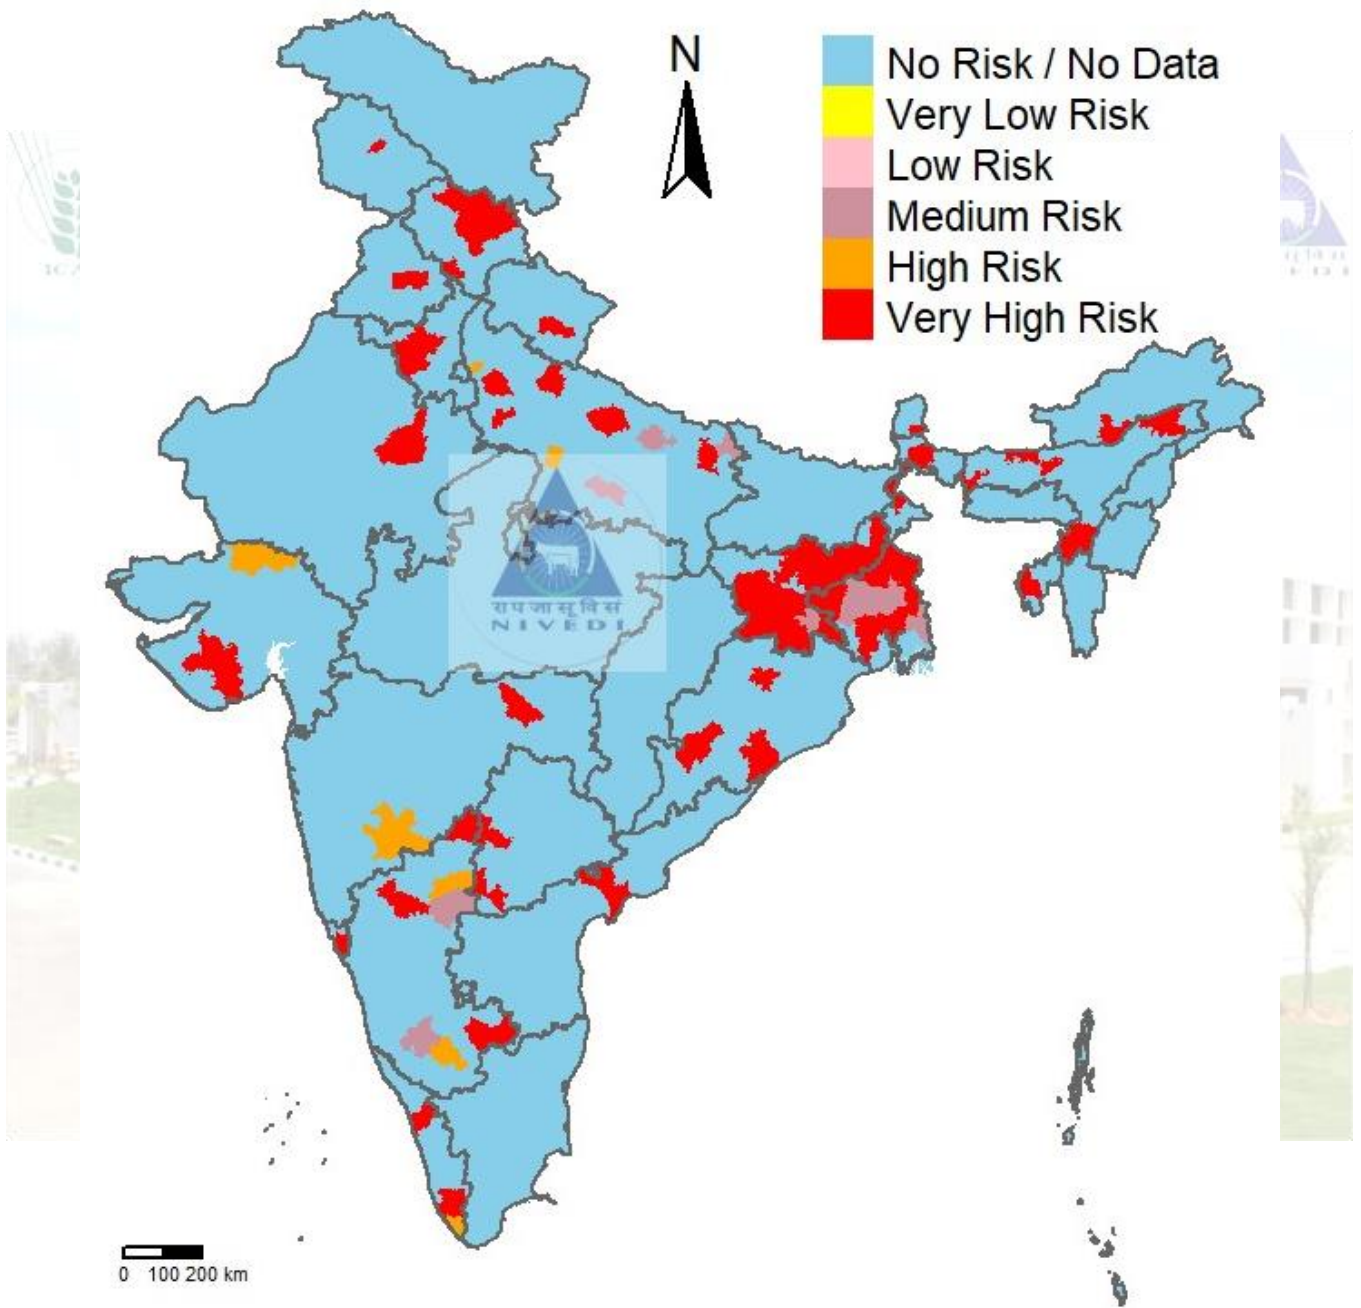 N
No Risk / No Data
Very Low Risk
Low Risk
Medium Risk
High Risk
Very High Risk
रापजासूविसं
NIVEDI
0 100 200 km